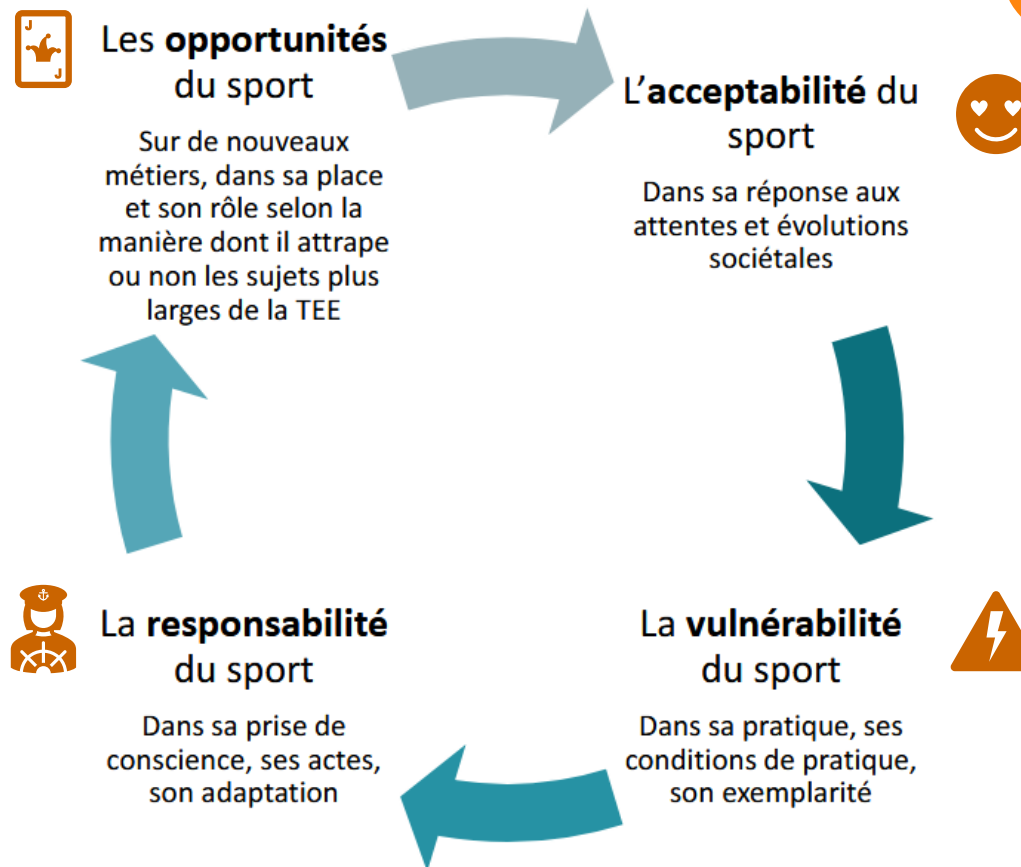 J
J
Les opportunités
du sport
Sur de nouveaux
métiers, dans sa place
et son rôle selon la
manière dont il attrape
ou non les sujets plus
larges de la TEE
L’acceptabilité du
sport
Dans sa réponse aux
attentes et évolutions
sociétales
La vulnérabilité
du sport
Dans sa pratique, ses
conditions de pratique,
son exemplarité
La responsabilité
du sport
Dans sa prise de
conscience, ses actes,
son adaptation